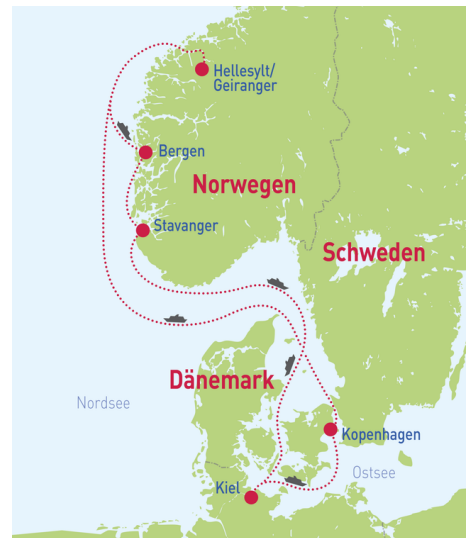 Hellesylt/
Geiranger
Bergen
Norwegen
Stavanger
Schweden
Dänemark
Nordsee
Kopenhagen
Ostsee
Kiel